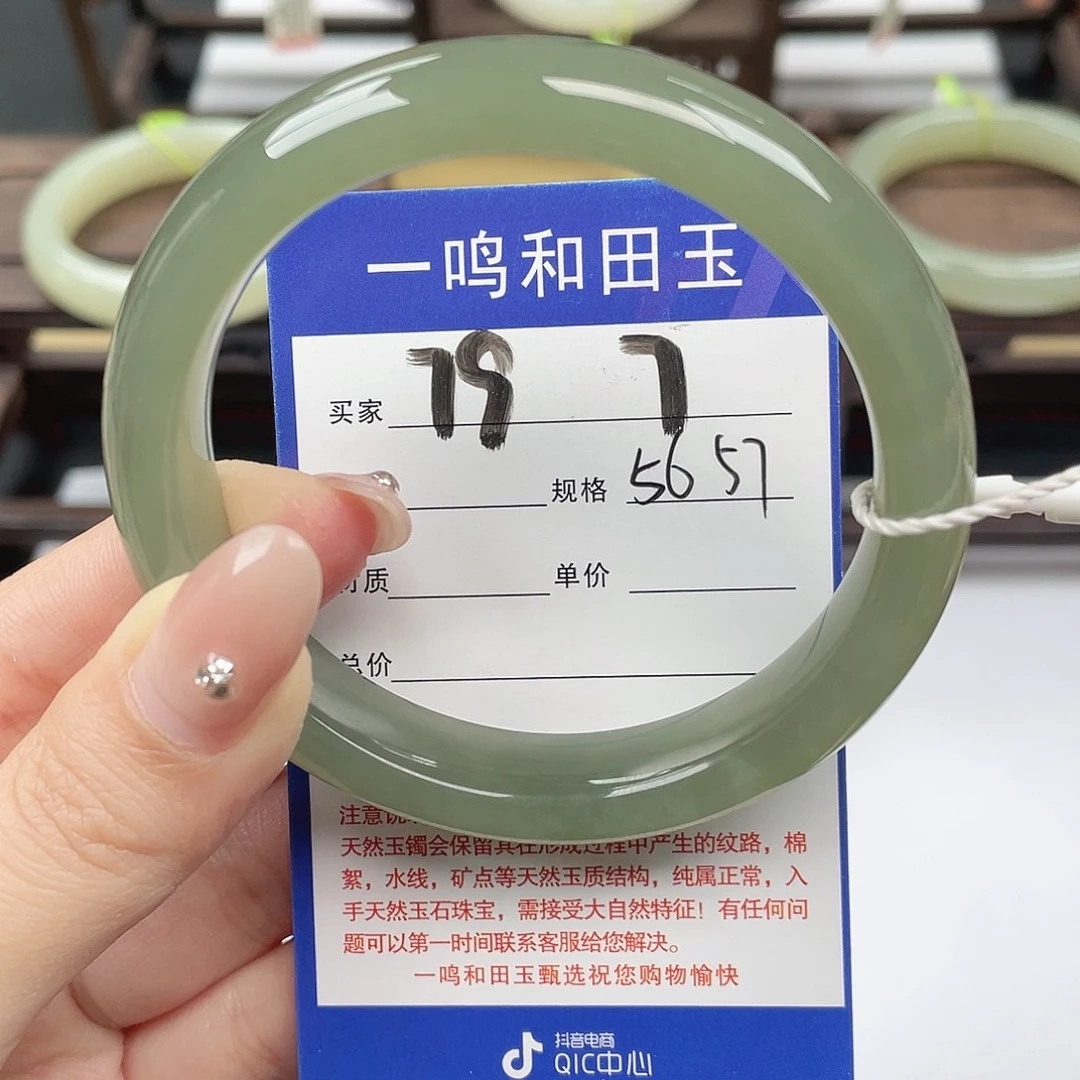 一鸣和田玉
买家 79 7
规格 56 57
质 单价
总价
注意
天然玉镯会保留其在形成过程中产生的纹路，棉
絮，水线，矿点等天然玉质结构，纯属正常，入
手天然玉石珠宝，需接受大自然特征！有任何问
题可以第一时间联系客服给您解决。
一鸣和田玉甄选祝您购物愉快
抖音电商
QIC中心